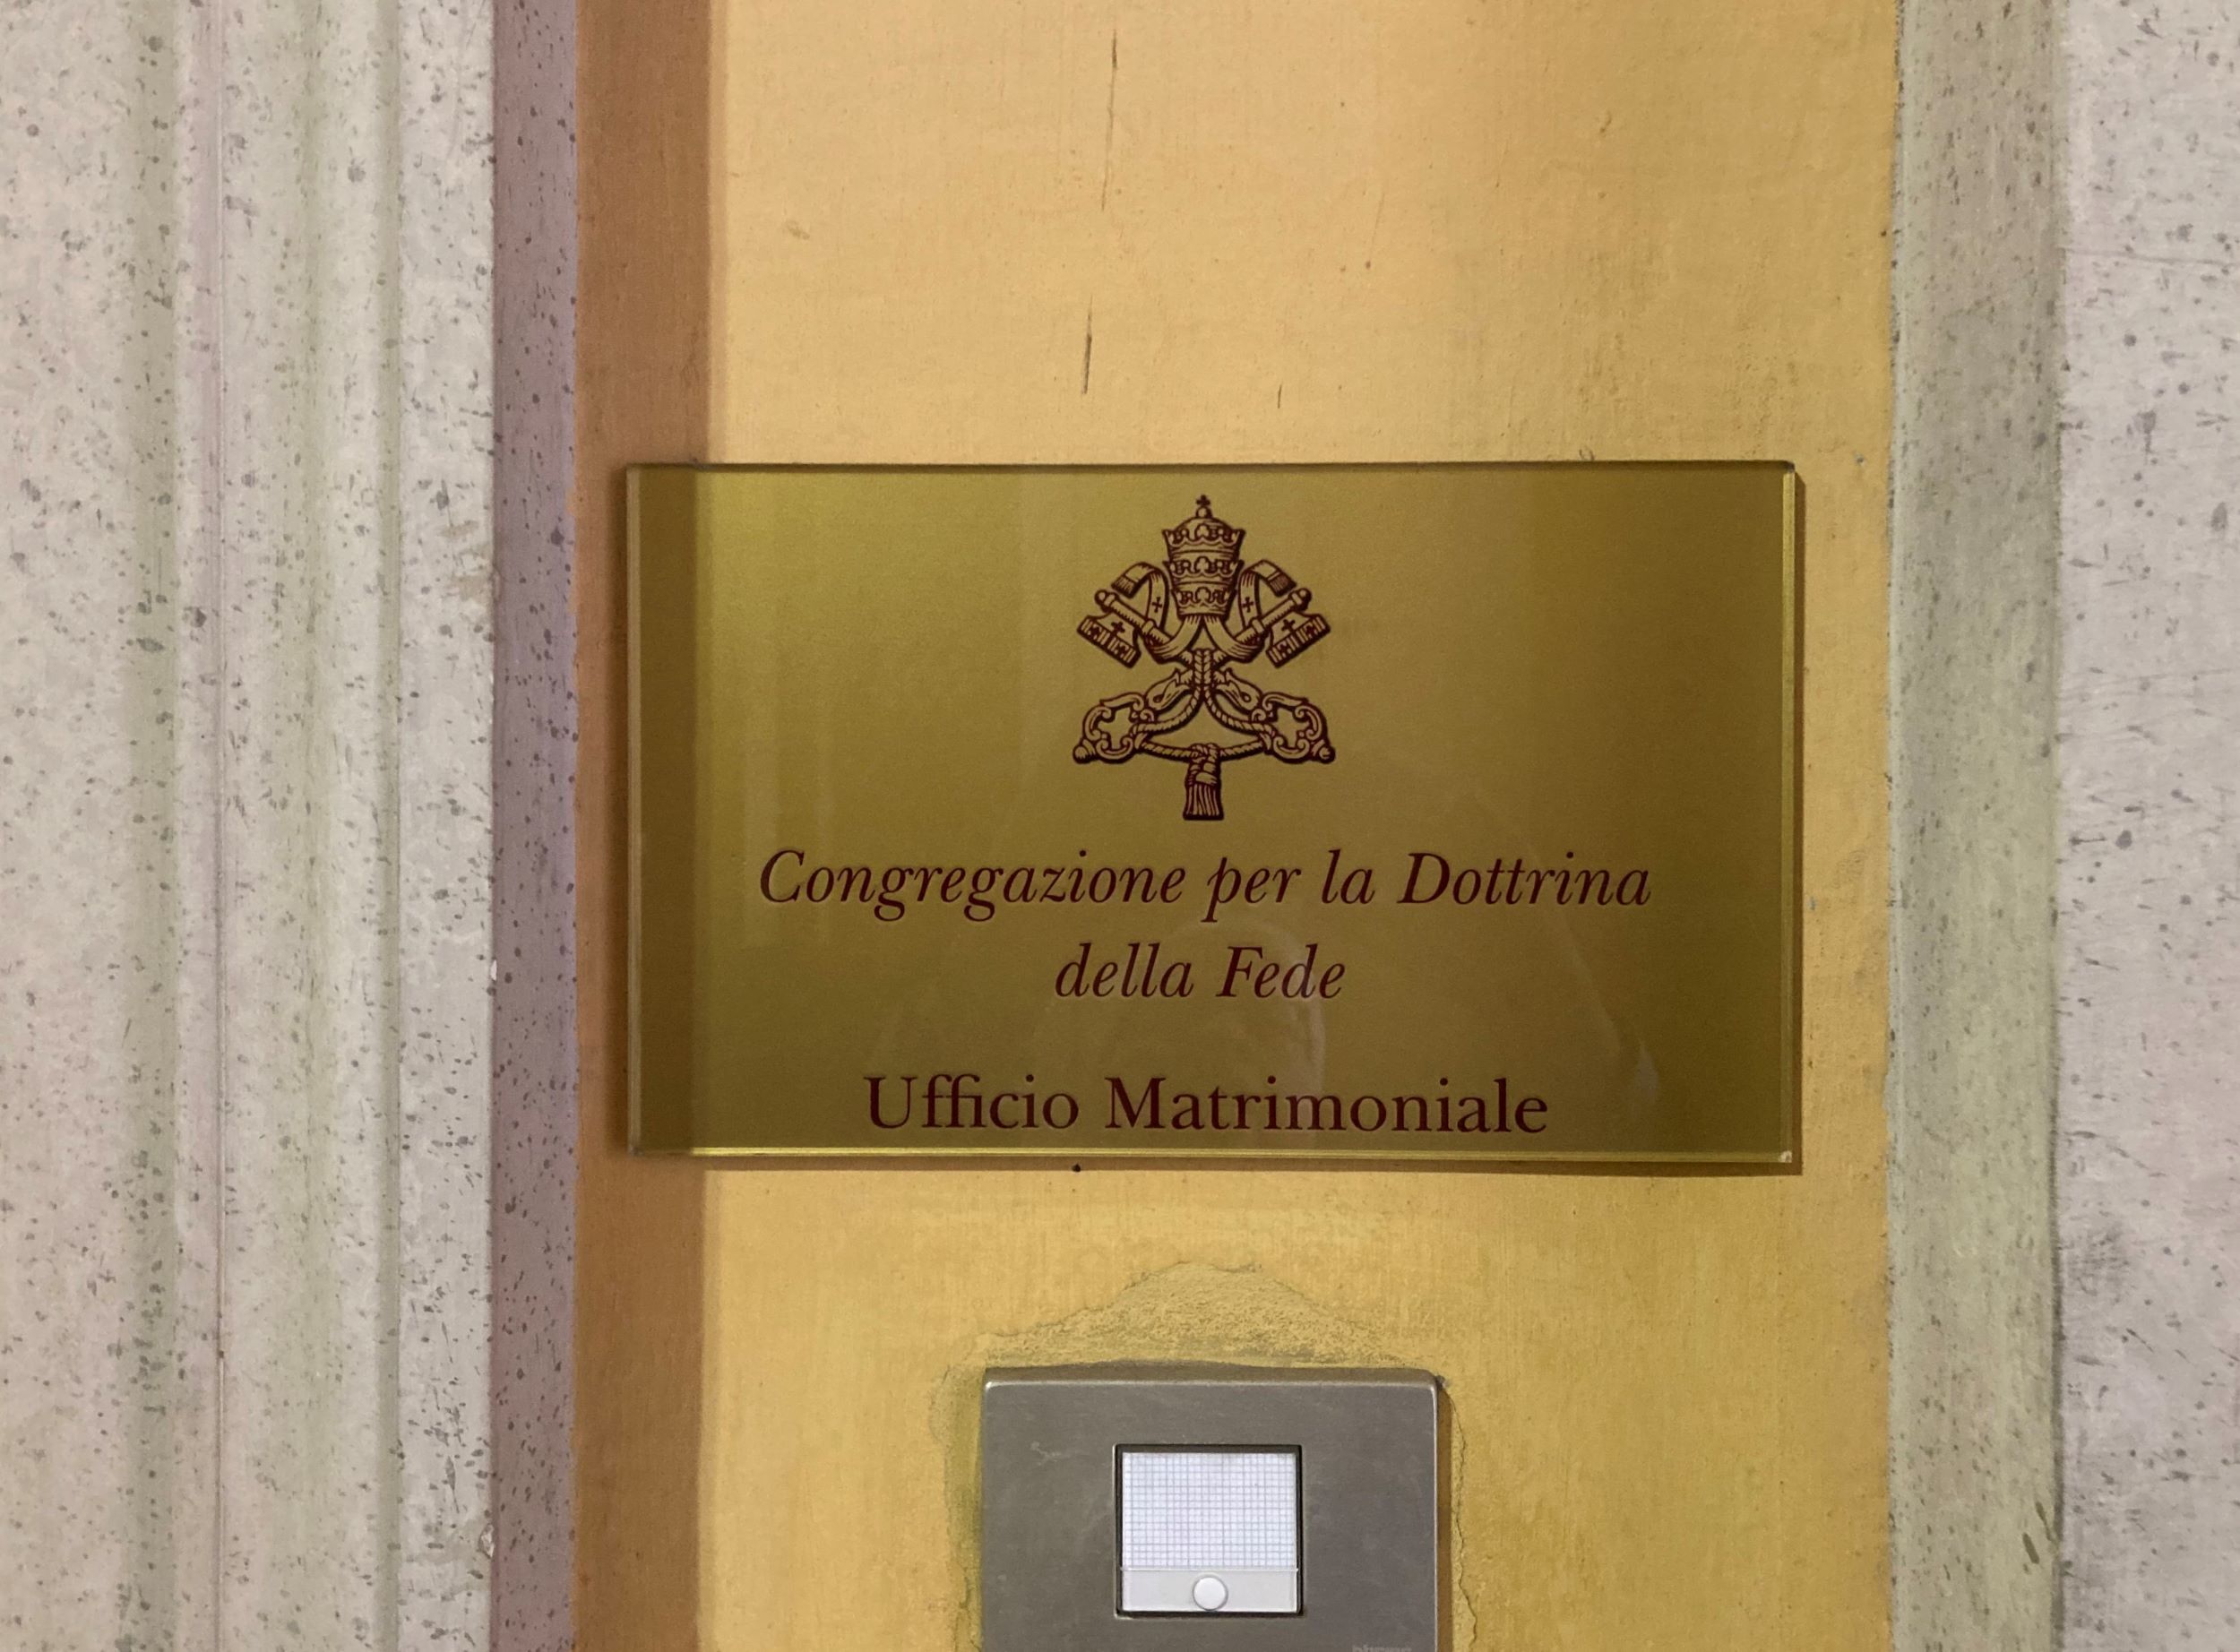 Congregazione per la Dottrina
della Fede
Ufficio Matrimoniale